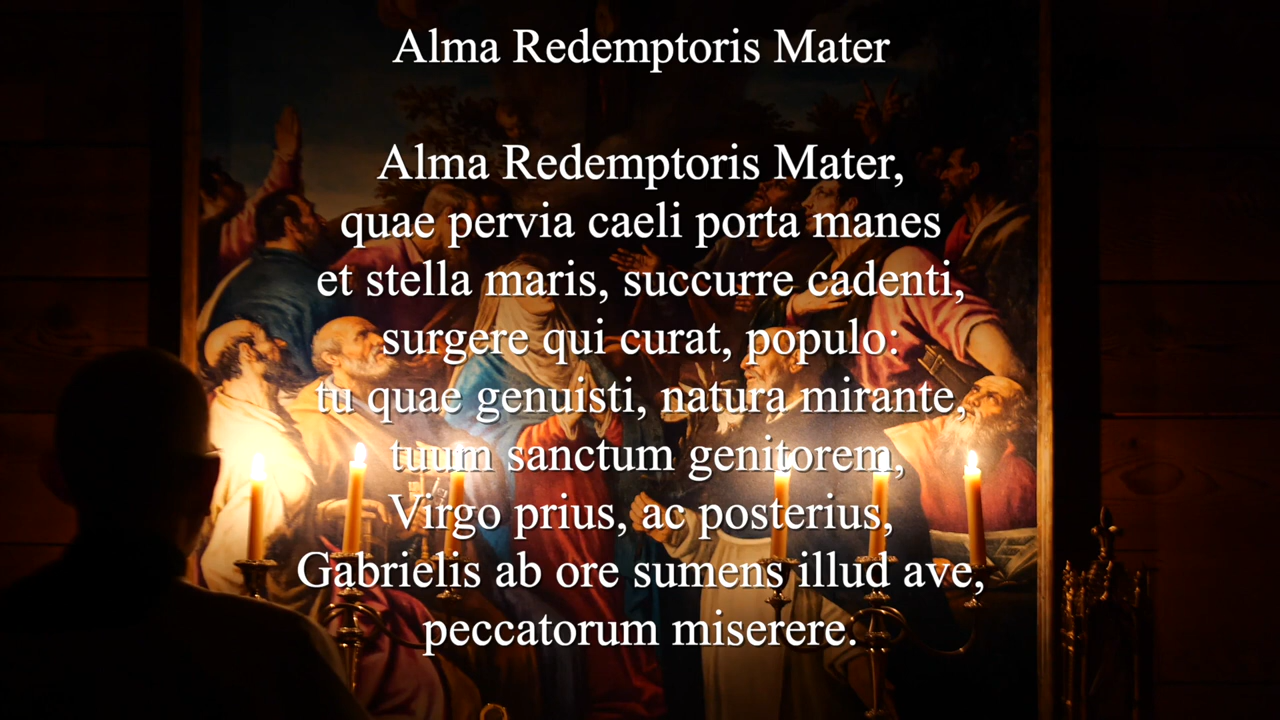 Alma Redemptoris Mater
Alma Redemptoris Mater,
quae pervia caeli porta manes
et stella maris, succurre cadenti,
surgere qui curat, populo:
tu quae genuisti, natura mirante,
tuum sanctum genitorem,
Virgo prius, ac posterius,
Gabrielis ab ore sumens illud ave,
peccatorum miserere.